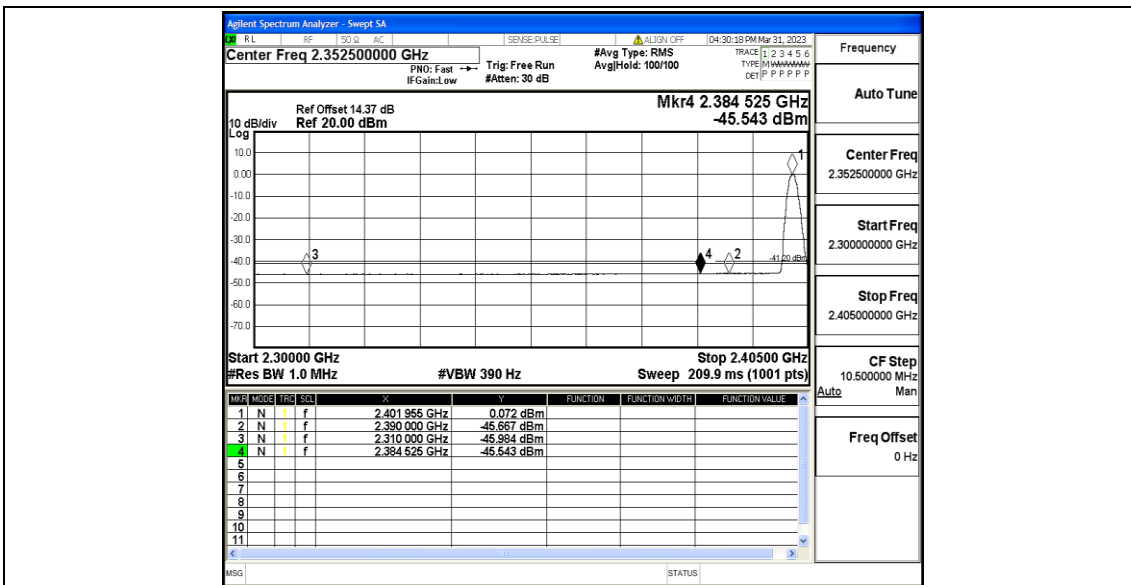 Agilent Spectrum Analyzer - Swept SA
RL RF 50 Ω AC SENSE:PULSE ALIGN OFF 04:30:18 PM Mar 31, 2023
Center Freq 2.352500000 GHz
PNO: Fast
IFGain:Low
Trig: Free Run
#Atten: 30 dB
#Avg Type: RMS
Avg|Hold: 100/100
TRACE 1 2 3 4 5 6
TYPE M W W W W W
DET P P P P P P
Frequency
Auto Tune
Center Freq
2.352500000 GHz
Start Freq
2.300000000 GHz
Stop Freq
2.405000000 GHz
CF Step
10.500000 MHz
Auto Man
Freq Offset
0 Hz
Mkr4 2.384 525 GHz
-45.543 dBm
Ref Offset 14.37 dB
10 dB/div Ref 20.00 dBm
Log
10.0
0.00
-10.0
-20.0
-30.0
-40.0
-50.0
-60.0
-70.0
1
3
4
2
-41.20 dBm
Start 2.30000 GHz Stop 2.40500 GHz
#Res BW 1.0 MHz #VBW 390 Hz Sweep 209.9 ms (1001 pts)
MKR MODE TRC SCL X Y FUNCTION FUNCTION WIDTH FUNCTION VALUE
1 N 1 f 2.401 955 GHz 0.072 dBm
2 N 1 f 2.390 000 GHz -45.667 dBm
3 N 1 f 2.310 000 GHz -45.984 dBm
4 N 1 f 2.384 525 GHz -45.543 dBm
5
6
7
8
9
10
11
MSG STATUS